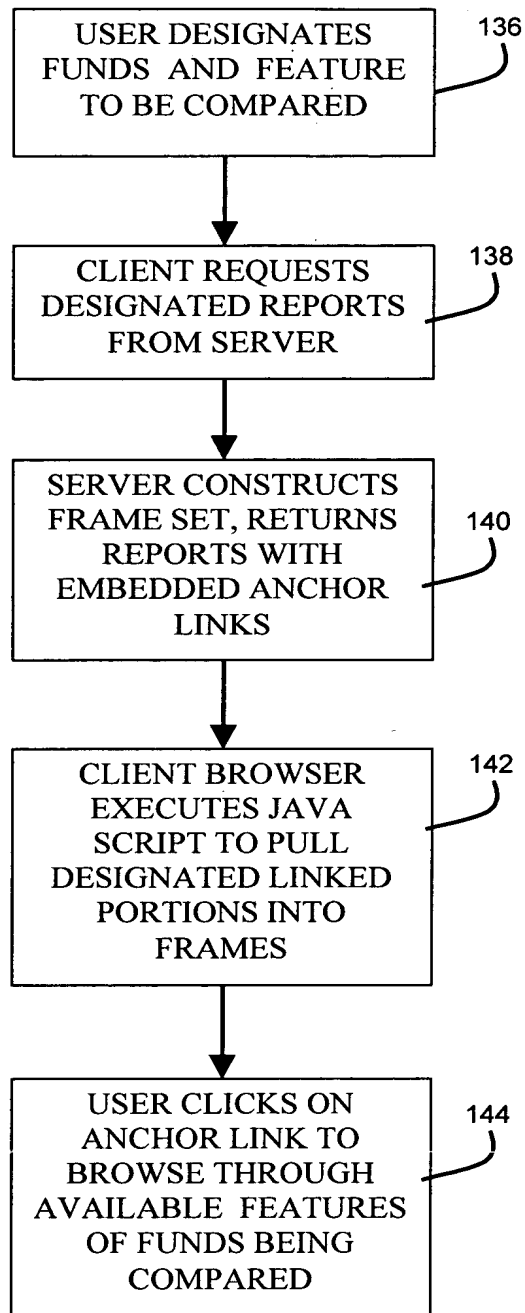 USER DESIGNATES
FUNDS AND FEATURE
TO BE COMPARED
136
CLIENT REQUESTS
DESIGNATED REPORTS
FROM SERVER
138
SERVER CONSTRUCTS
FRAME SET, RETURNS
REPORTS WITH
EMBEDDED ANCHOR
LINKS
140
CLIENT BROWSER
EXECUTES JAVA
SCRIPT TO PULL
DESIGNATED LINKED
PORTIONS INTO
FRAMES
142
USER CLICKS ON
ANCHOR LINK TO
BROWSE THROUGH
AVAILABLE FEATURES
OF FUNDS BEING
COMPARED
144